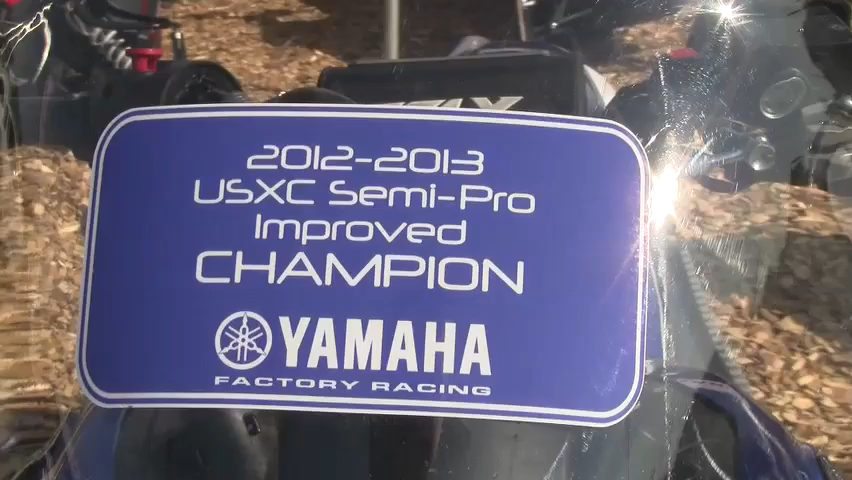 2012-2013
USXC Semi-Pro
Improved
CHAMPION
YAMAHA
FACTORY RACING